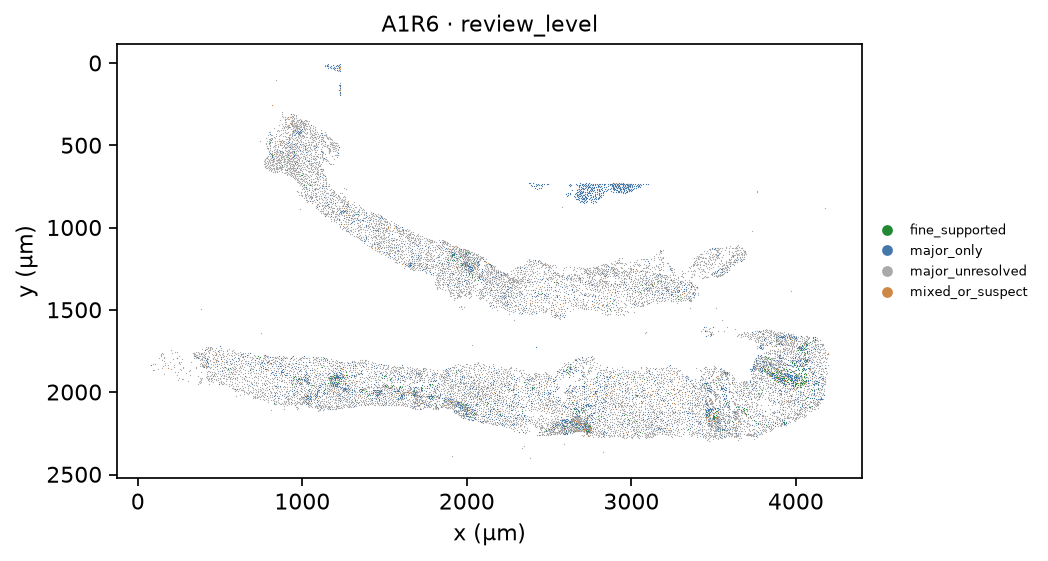 A1R6 · review_level
0
500
1000
1500
2000
2500
y (μm)
0
1000
2000
3000
4000
x (μm)
fine_supported
major_only
major_unresolved
mixed_or_suspect